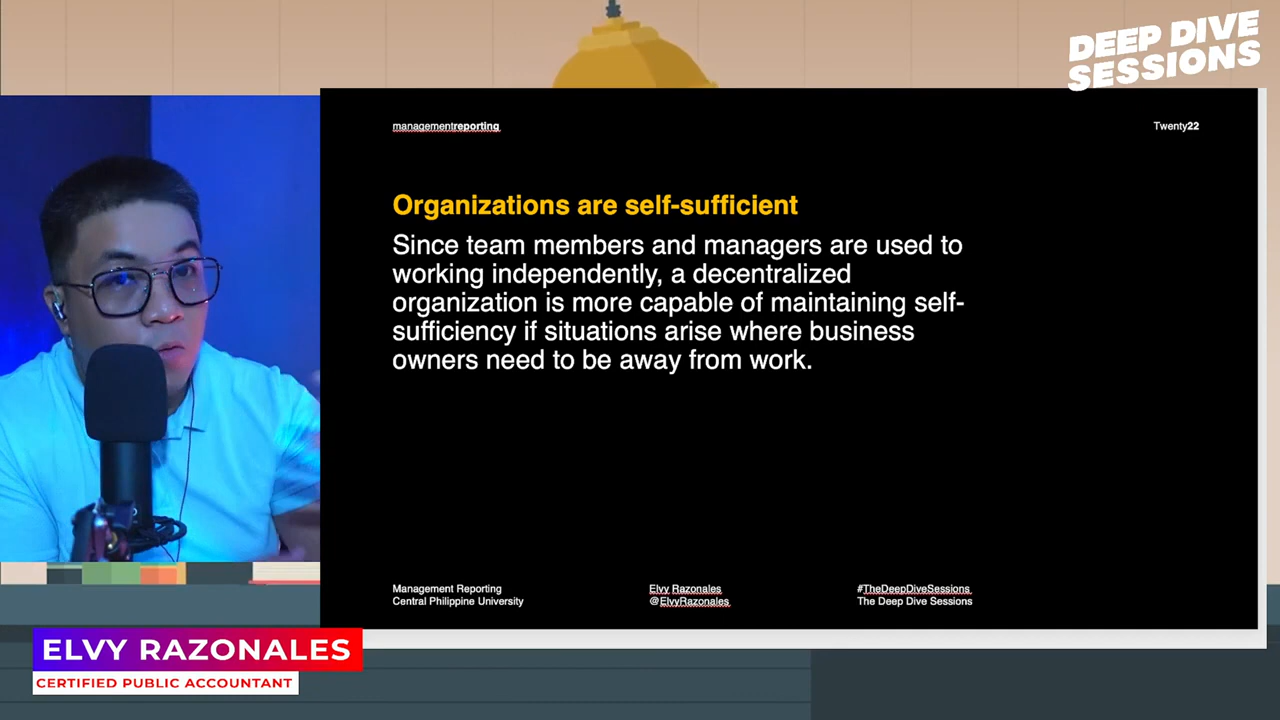 DEEP DIVE
SESSIONS
managementreporting
Twenty22
Organizations are self-sufficient
Since team members and managers are used to
working independently, a decentralized
organization is more capable of maintaining self-
sufficiency if situations arise where business
owners need to be away from work.
Management Reporting
Central Philippine University
Elvy Razonales
@ElvyRazonales
#TheDeepDiveSessions
The Deep Dive Sessions
ELVY RAZONALES
CERTIFIED PUBLIC ACCOUNTANT